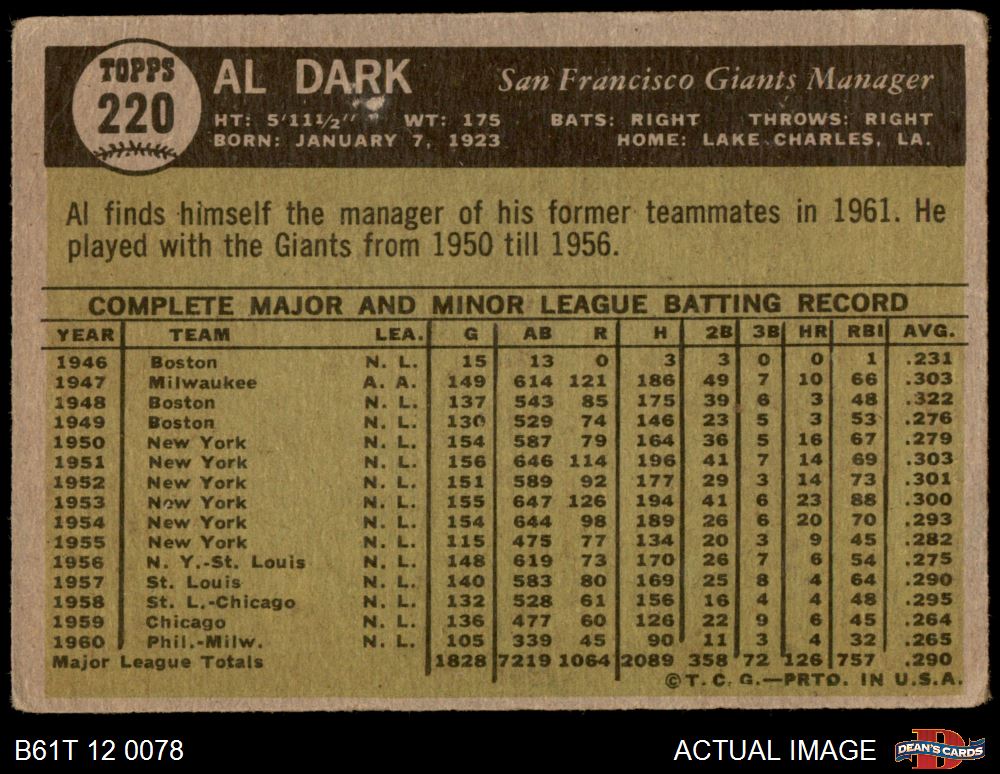 TOPPS
220
AL DARK San Francisco Giants Manager
HT: 5'11½" WT: 175 BATS: RIGHT THROWS: RIGHT
BORN: JANUARY 7, 1923 HOME: LAKE CHARLES, LA.
Al finds himself the manager of his former teammates in 1961. He
played with the Giants from 1950 till 1956.
COMPLETE MAJOR AND MINOR LEAGUE BATTING RECORD
YEAR TEAM LEA. G AB R H 2B 3B HR RBI AVG.
1946 Boston N. L. 15 13 0 3 3 0 0 1 .231
1947 Milwaukee A. A. 149 614 121 186 49 7 10 66 .303
1948 Boston N. L. 137 543 85 175 39 6 3 48 .322
1949 Boston N. L. 130 529 74 146 23 5 3 53 .276
1950 New York N. L. 154 587 79 164 36 5 16 67 .279
1951 New York N. L. 156 646 114 196 41 7 14 69 .303
1952 New York N. L. 151 589 92 177 29 3 14 73 .301
1953 New York N. L. 155 647 126 194 41 6 23 88 .300
1954 New York N. L. 154 644 98 189 26 6 20 70 .293
1955 New York N. L. 115 475 77 134 20 3 9 45 .282
1956 N. Y.-St. Louis N. L. 148 619 73 170 26 7 6 54 .275
1957 St. Louis N. L. 140 583 80 169 25 8 4 64 .290
1958 St. L.-Chicago N. L. 132 528 61 156 16 4 4 48 .295
1959 Chicago N. L. 136 477 60 126 22 9 6 45 .264
1960 Phil.-Milw. N. L. 105 339 45 90 11 3 4 32 .265
Major League Totals 1828 7219 1064 2089 358 72 126 757 .290
©T. C. G.—PRTD. IN U.S.A.
B61T 12 0078 ACTUAL IMAGE D DEAN'S CARDS